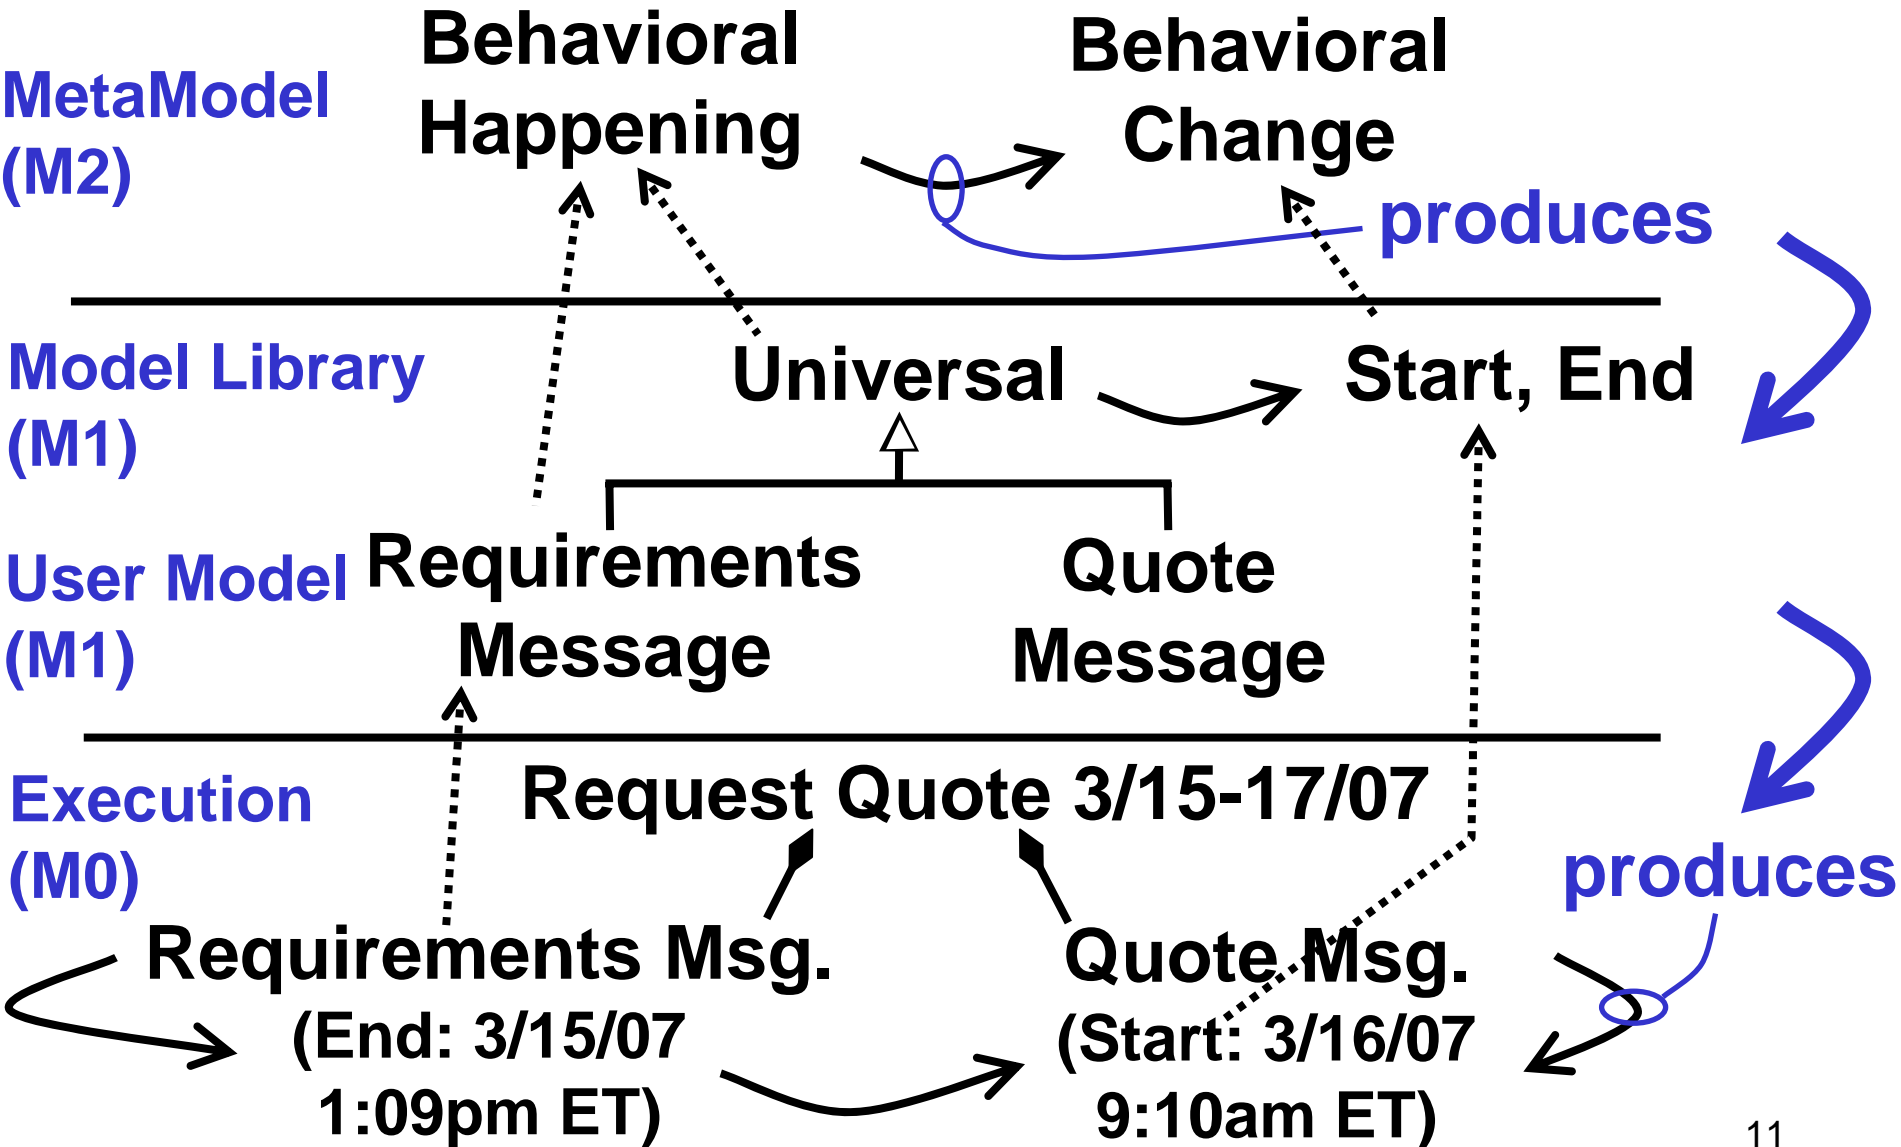 MetaModel
(M2)
Behavioral
Happening
Behavioral
Change
produces
Model Library
(M1)
Universal
Start, End
User Model
(M1)
Requirements
Message
Quote
Message
Execution
(M0)
Request Quote 3/15-17/07
produces
Requirements Msg.
(End: 3/15/07
1:09pm ET)
Quote Msg.
(Start: 3/16/07
9:10am ET)
11